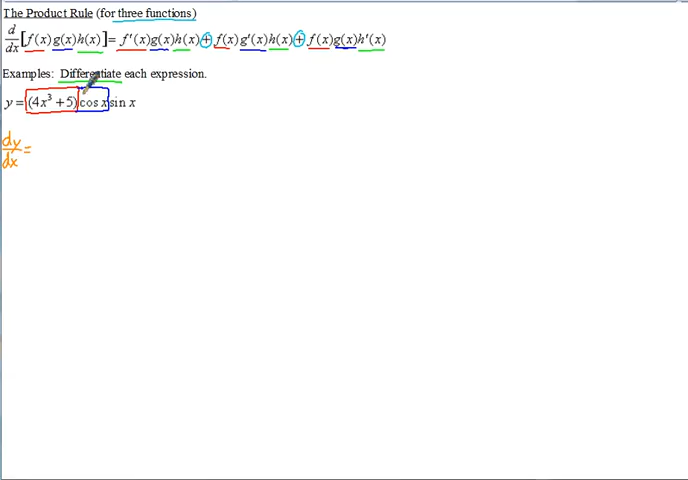 The Product Rule (for three functions)
d/dx [f(x)g(x)h(x)] = f'(x)g(x)h(x) + f(x)g'(x)h(x) + f(x)g(x)h'(x)
Examples: Differentiate each expression.
y = (4x³ + 5) cos x sin x
dy/dx =